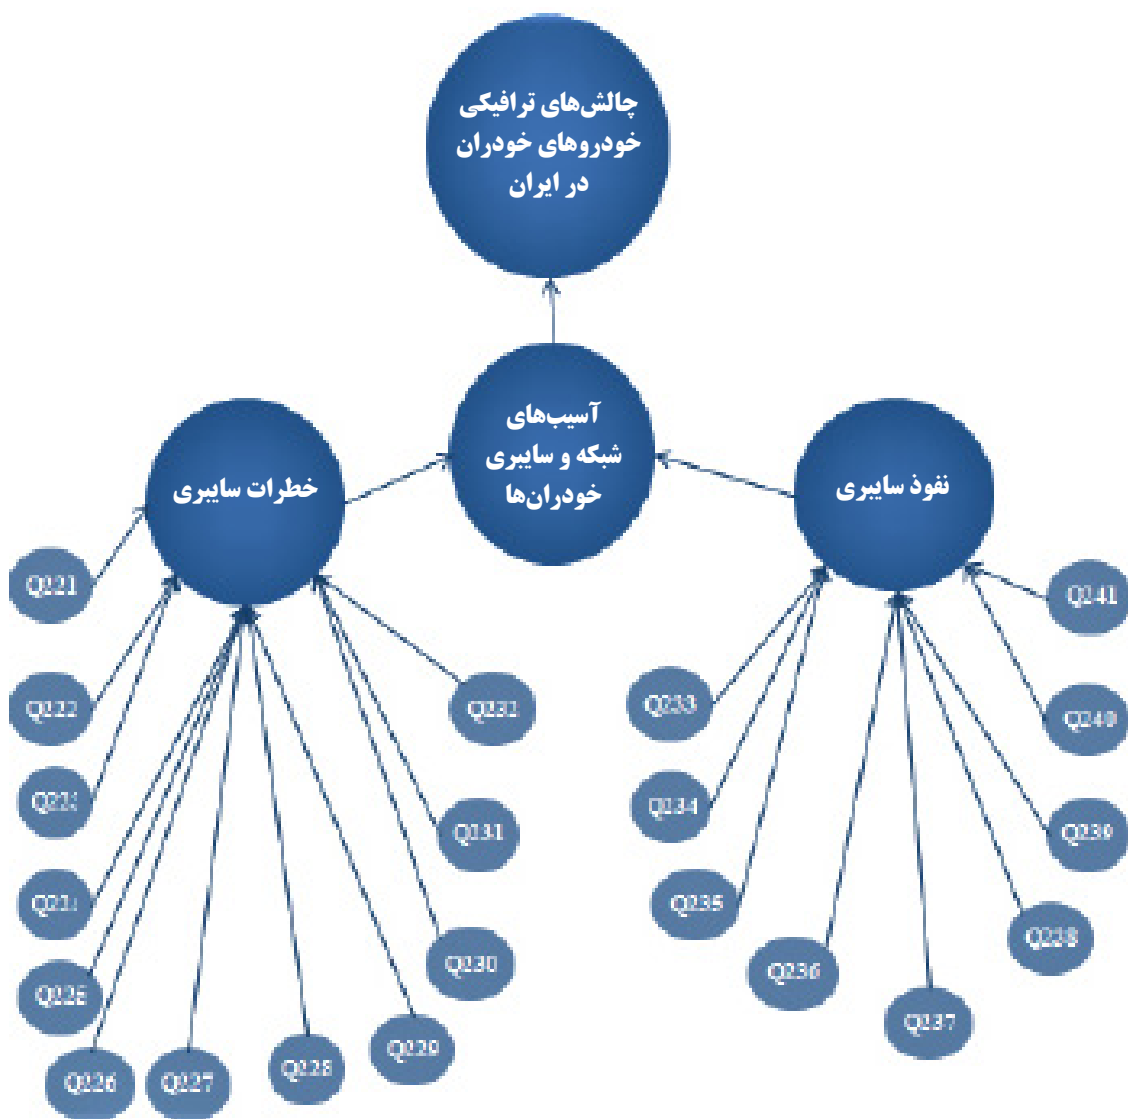 چالش‌های ترافیکی
خودروهای خودران
در ایران
آسیب‌های
شبکه و سایبری
خودران‌ها
خطرات سایبری
نفوذ سایبری
Q221
Q222
Q226
Q227
Q228
Q229
Q230
Q231
Q232
Q233
Q234
Q235
Q236
Q237
Q238
Q239
Q240
Q241